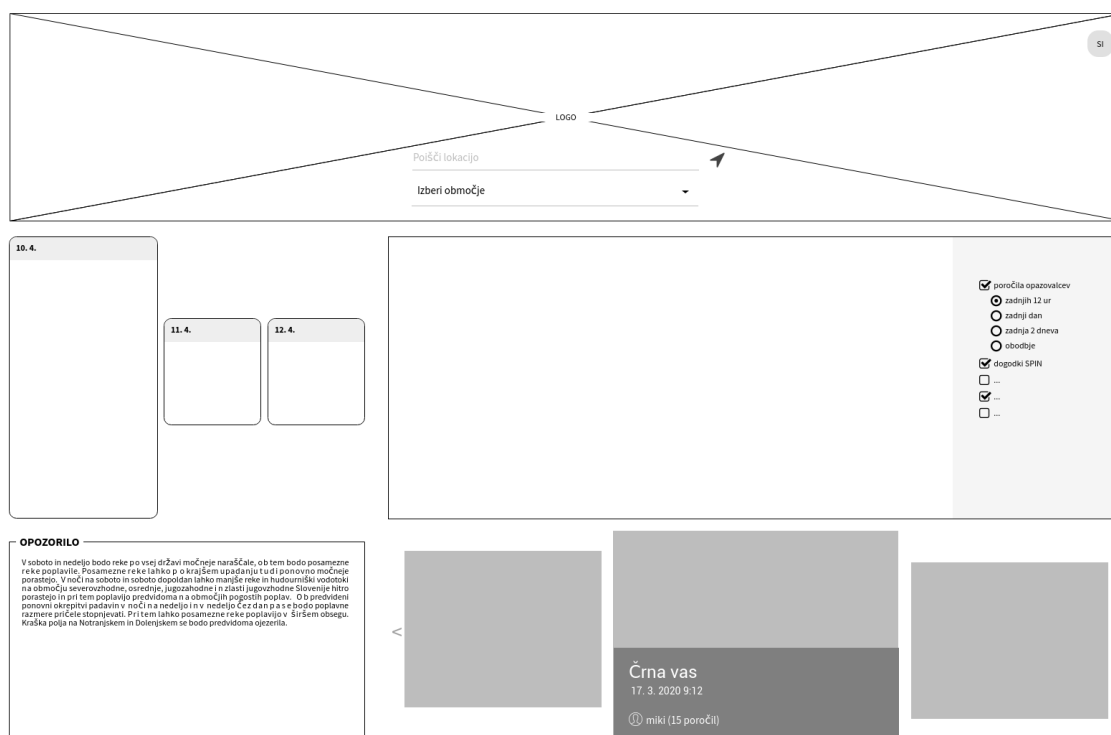 SI
LOGO
Poišči lokacijo
Izberi območje
10. 4.
11. 4.
12. 4.
poročila opazovalcev
zadnjih 12 ur
zadnji dan
zadnja 2 dneva
obodbje
dogodki SPIN
...
...
...
OPOZORILO
V soboto in nedeljo bodo reke po vsej državi močneje naraščale, ob tem bodo posamezne
reke poplavile. Posamezne reke lahko po krajšem upadanju tudi ponovno močneje
porastejo. V noči na soboto in soboto dopoldan lahko manjše reke in hudourniški vodotoki
na območju severovzhodne, osrednje, jugozahodne in zlasti jugovzhodne Slovenije hitro
porastejo in pri tem poplavijo predvidoma na območjih pogostih poplav. Ob predvideni
ponovni okrepitvi padavin v noči na nedeljo in v nedeljo čez dan pa se bodo poplavne
razmere pričele stopnjevati. Pri tem lahko posamezne reke poplavijo v širšem obsegu.
Kraška polja na Notranjskem in Dolenjskem se bodo predvidoma ojezerila.
<
Črna vas
17. 3. 2020 9:12
miki (15 poročil)